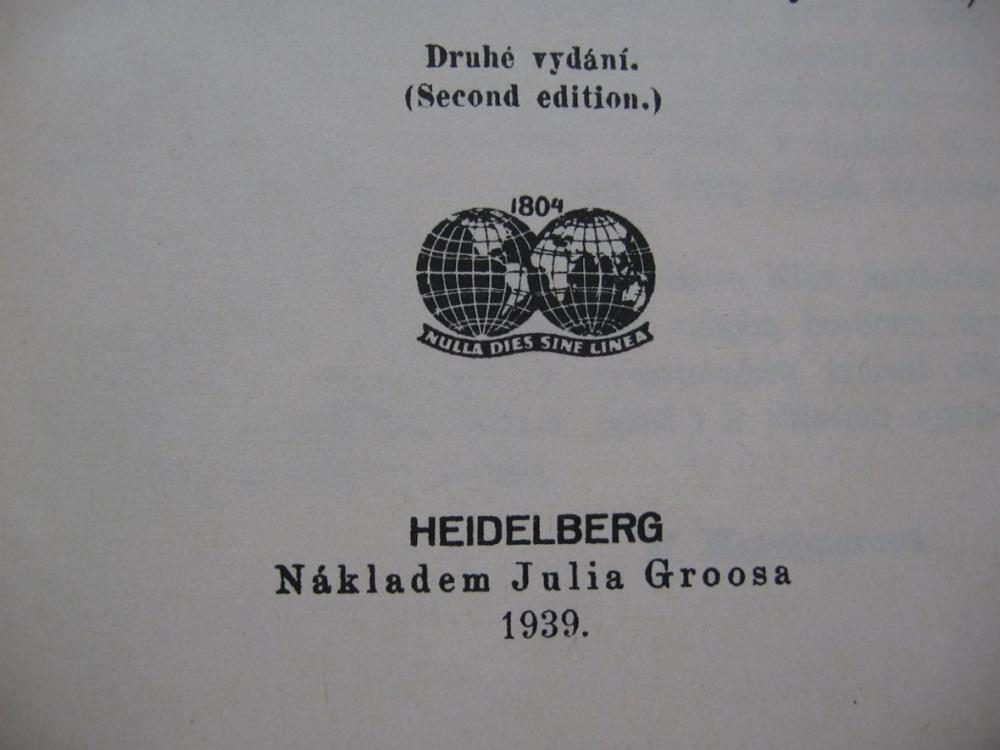 Druhé vydání.
(Second edition.)
1804
NULLA DIES SINE LINEA
HEIDELBERG
Nákladem Julia Groosa
1939.